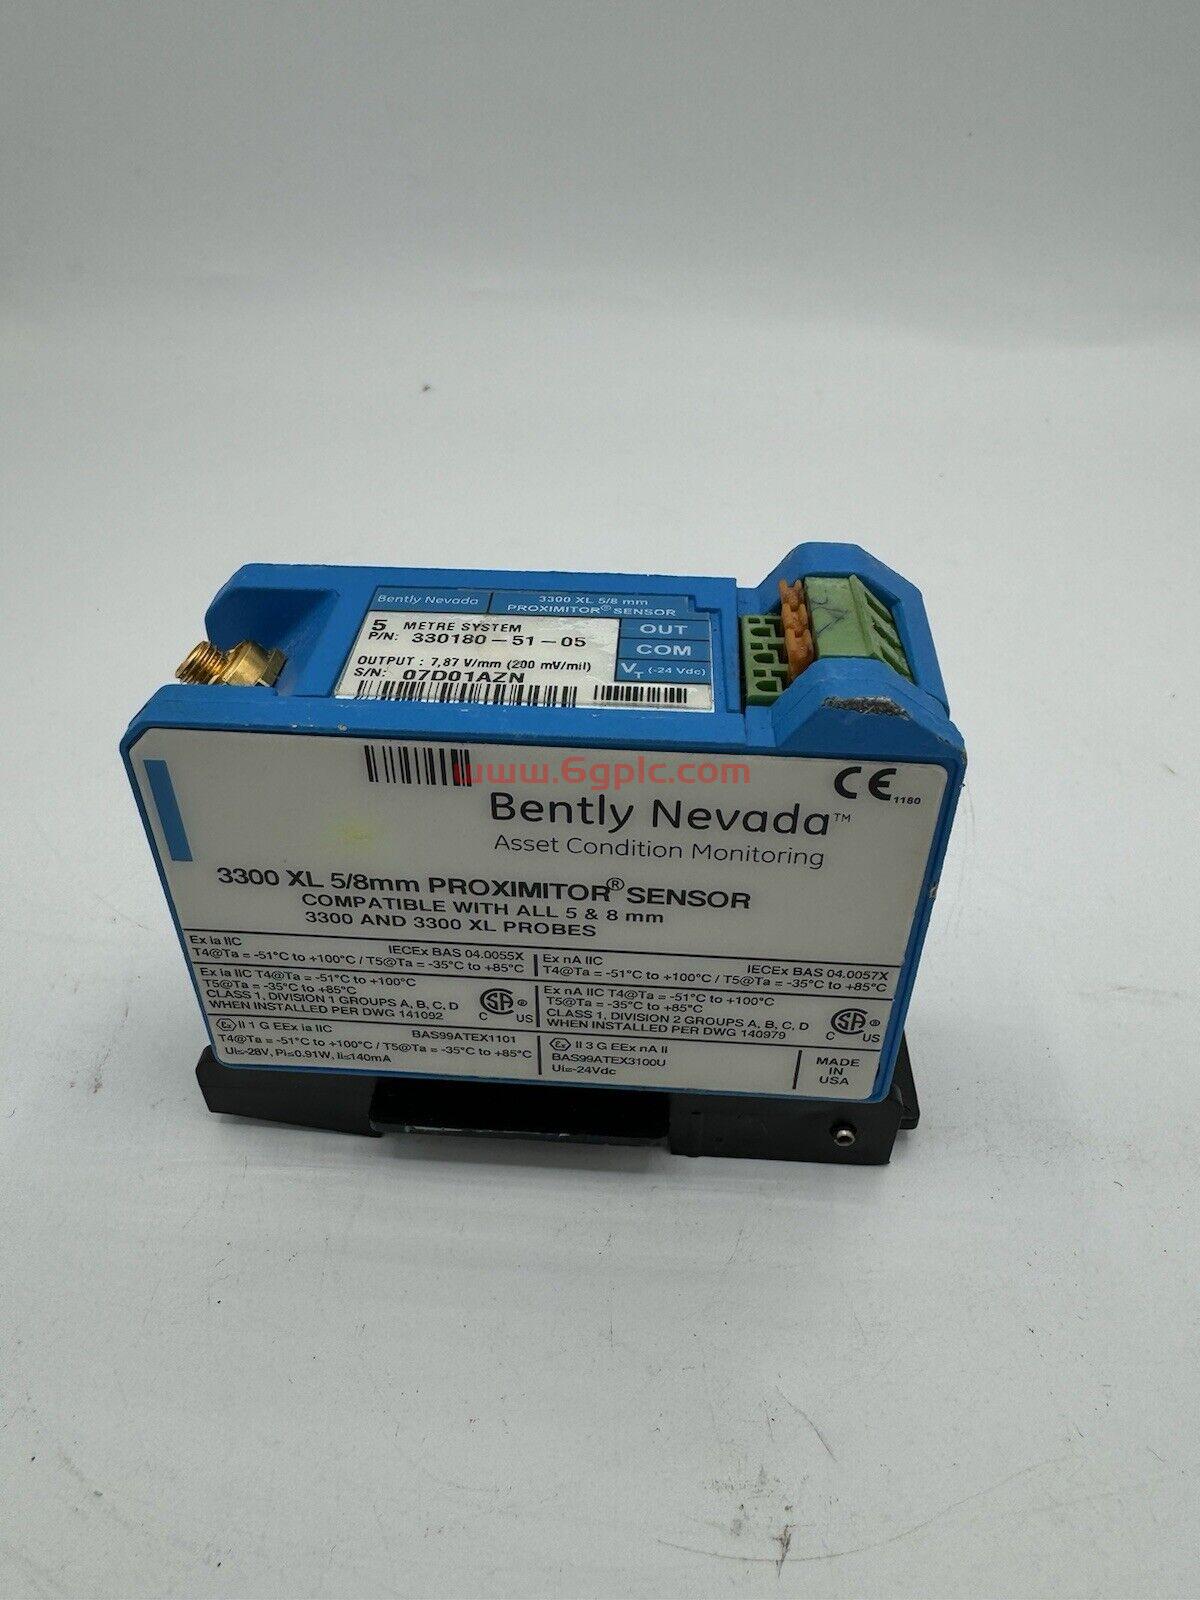 Bently Nevada
3300 XL 5/8 mm
PROXIMITOR® SENSOR
5 METRE SYSTEM
P/N: 330180-51-05
OUTPUT : 7,87 V/mm (200 mV/mil)
S/N: 07D01AZN
OUT
COM
VT (-24 Vdc)
www.6gplc.com
CE 1180
Bently Nevada™
Asset Condition Monitoring
3300 XL 5/8mm PROXIMITOR® SENSOR
COMPATIBLE WITH ALL 5 & 8 mm
3300 AND 3300 XL PROBES
Ex ia IIC IECEx BAS 04.0055X
T4@Ta = -51°C to +100°C / T5@Ta = -35°C to +85°C
Ex nA IIC IECEx BAS 04.0057X
T4@Ta = -51°C to +100°C / T5@Ta = -35°C to +85°C
Ex ia IIC T4@Ta = -51°C to +100°C
T5@Ta = -35°C to +85°C
CLASS 1, DIVISION 1 GROUPS A, B, C, D
WHEN INSTALLED PER DWG 141092
C SA ® US
Ex nA IIC T4@Ta = -51°C to +100°C
T5@Ta = -35°C to +85°C
CLASS 1, DIVISION 2 GROUPS A, B, C, D
WHEN INSTALLED PER DWG 140979
C SA ® US
Ex II 1 G EEx ia IIC BAS99ATEX1101
T4@Ta = -51°C to +100°C / T5@Ta = -35°C to +85°C
Ui=-28V, Pi≤0.91W, Ii≤140mA
Ex II 3 G EEx nA II
BAS99ATEX3100U
Ui=-24Vdc
MADE
IN
USA